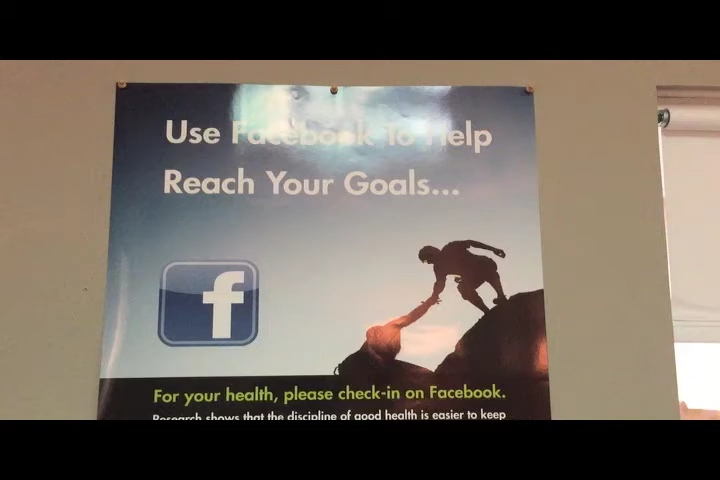 Use Facebook To Help
Reach Your Goals...
f
For your health, please check-in on Facebook.
Research shows that the discipline of good health is easier to keep